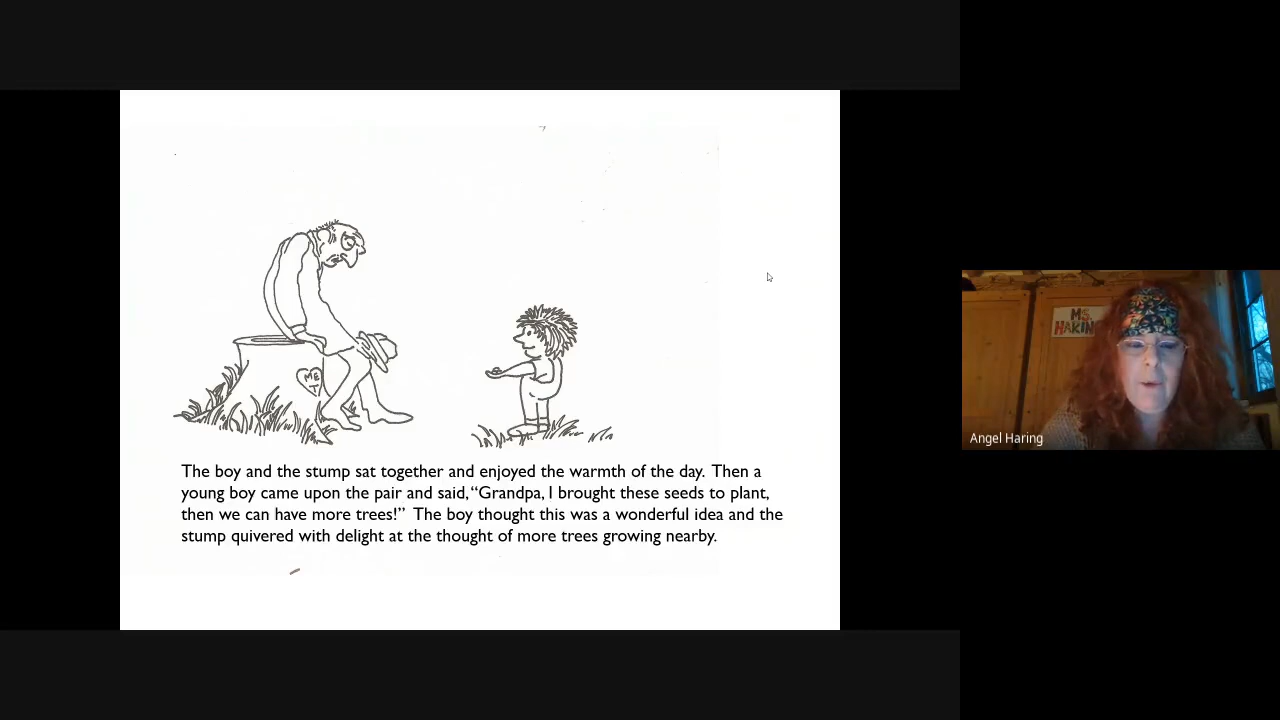 ME
T
The boy and the stump sat together and enjoyed the warmth of the day. Then a
young boy came upon the pair and said, “Grandpa, I brought these seeds to plant,
then we can have more trees!” The boy thought this was a wonderful idea and the
stump quivered with delight at the thought of more trees growing nearby.
MS.
Angel Haring